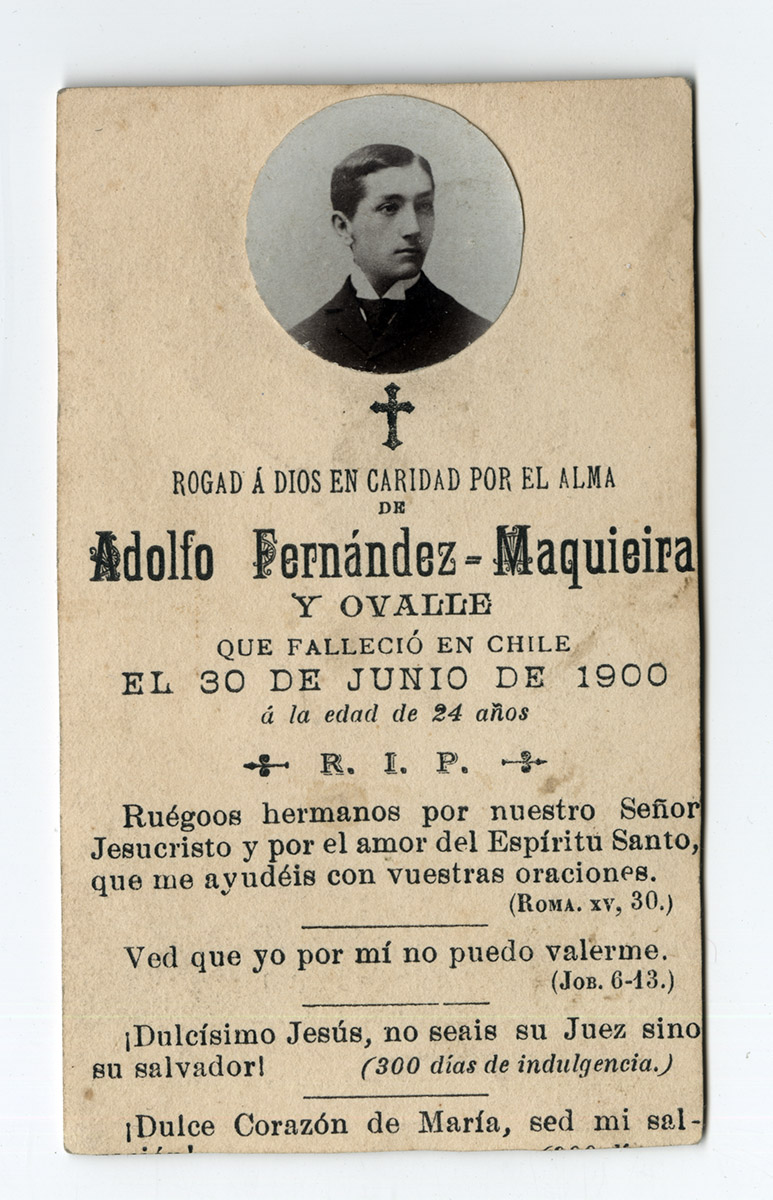 ROGAD Á DIOS EN CARIDAD POR EL ALMA
DE
Adolfo Fernández-Maquieira
Y OVALLE
QUE FALLECIÓ EN CHILE
EL 30 DE JUNIO DE 1900
á la edad de 24 años
R. I. P.
Ruégoos hermanos por nuestro Señor
Jesucristo y por el amor del Espíritu Santo,
que me ayudéis con vuestras oraciones.
(ROMA. XV, 30.)
Ved que yo por mí no puedo valerme.
(JOB. 6-13.)
¡Dulcísimo Jesús, no seais su Juez sino
su salvador! (300 días de indulgencia.)
¡Dulce Corazón de María, sed mi sal-